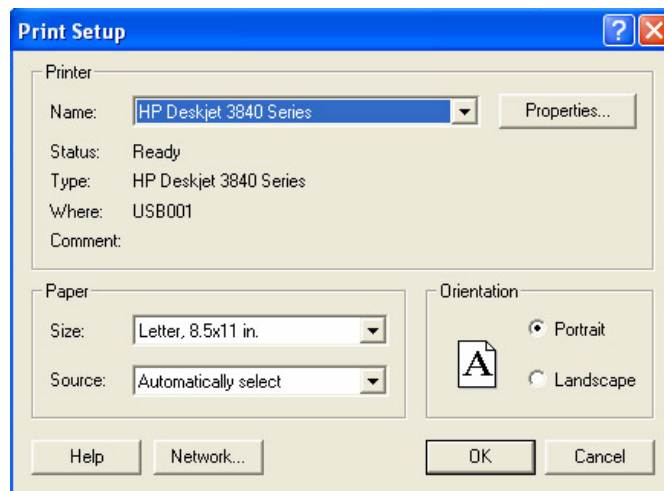 Print Setup
Printer
Name: HP Deskjet 3840 Series Properties...
Status: Ready
Type: HP Deskjet 3840 Series
Where: USB001
Comment:
Paper
Size: Letter, 8.5x11 in.
Source: Automatically select
Orientation
A
Portrait
Landscape
Help Network... OK Cancel